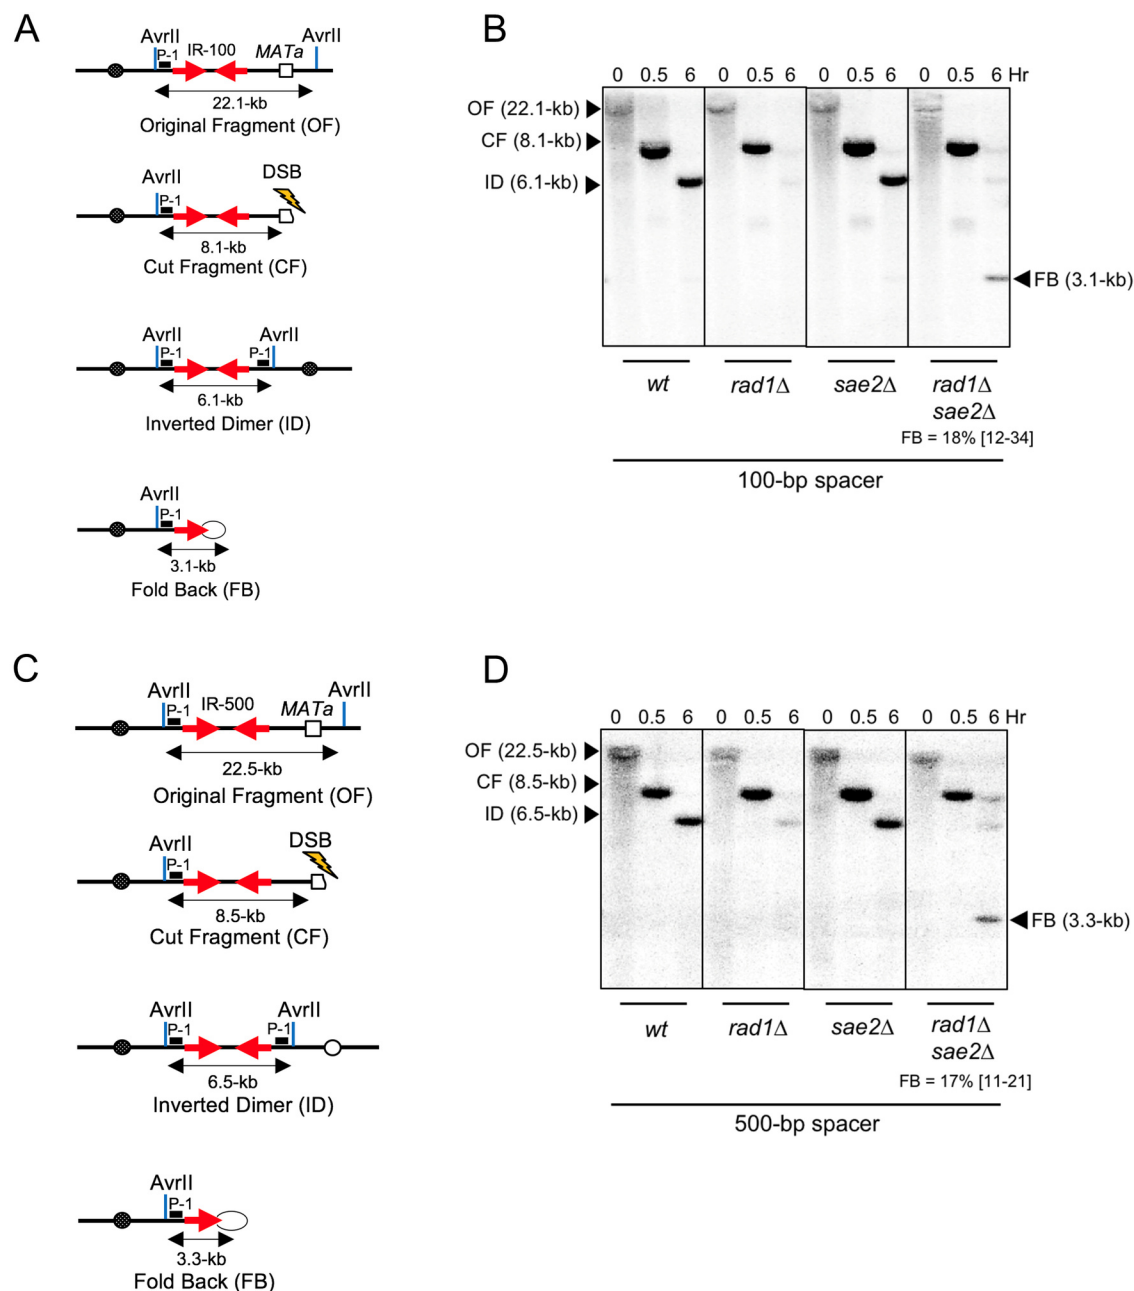 A
AvrII
AvrII
P-1
IR-100
MATa
22.1-kb
Original Fragment (OF)
AvrII
DSB
P-1
8.1-kb
Cut Fragment (CF)
AvrII
AvrII
P-1
P-1
6.1-kb
Inverted Dimer (ID)
AvrII
P-1
3.1-kb
Fold Back (FB)
B
0 0.5 6 0 0.5 6 0 0.5 6 0 0.5 6 Hr
OF (22.1-kb)
CF (8.1-kb)
ID (6.1-kb)
FB (3.1-kb)
wt rad1Δ sae2Δ rad1Δ
sae2Δ
FB = 18% [12-34]
100-bp spacer
C
AvrII
AvrII
P-1
IR-500
MATa
22.5-kb
Original Fragment (OF)
AvrII
DSB
P-1
8.5-kb
Cut Fragment (CF)
AvrII
AvrII
P-1
P-1
6.5-kb
Inverted Dimer (ID)
AvrII
P-1
3.3-kb
Fold Back (FB)
D
0 0.5 6 0 0.5 6 0 0.5 6 0 0.5 6 Hr
OF (22.5-kb)
CF (8.5-kb)
ID (6.5-kb)
FB (3.3-kb)
wt rad1Δ sae2Δ rad1Δ
sae2Δ
FB = 17% [11-21]
500-bp spacer